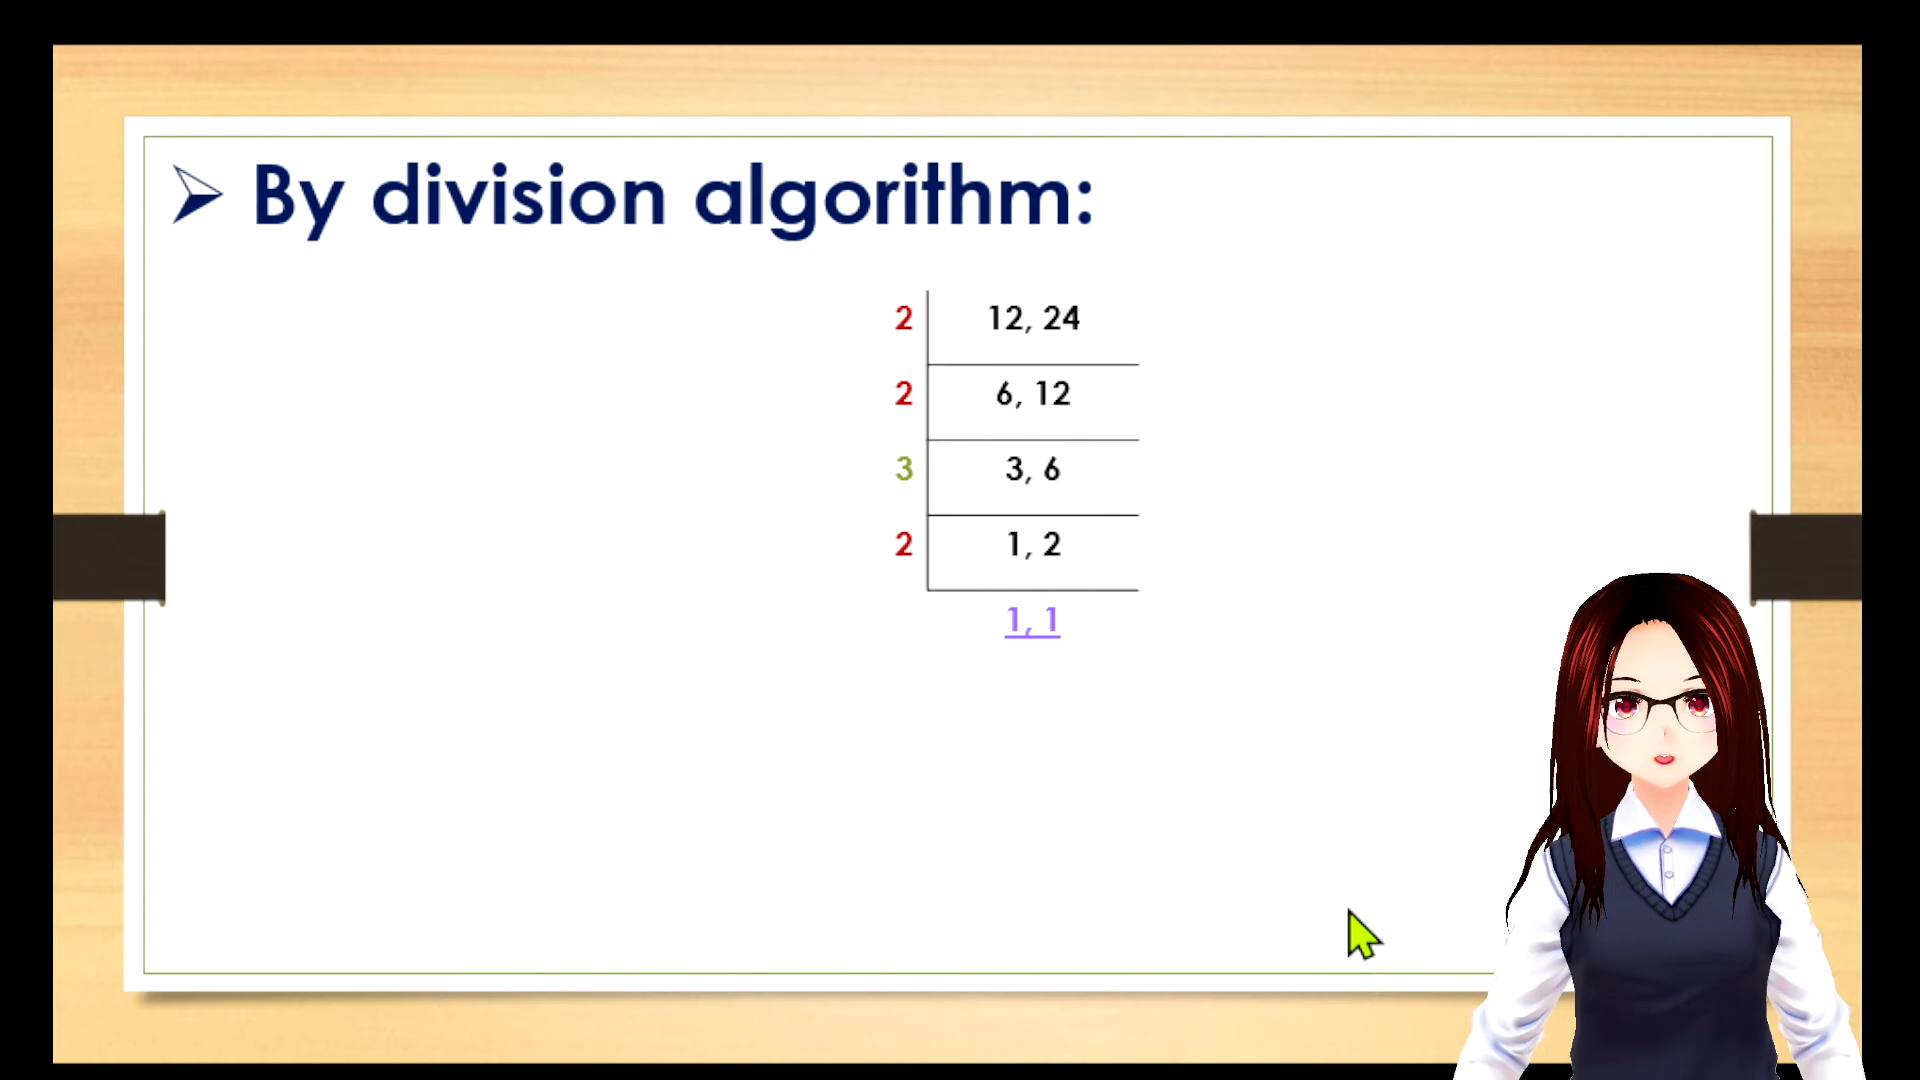 By division algorithm:
2 12, 24
2 6, 12
3 3, 6
2 1, 2
1, 1